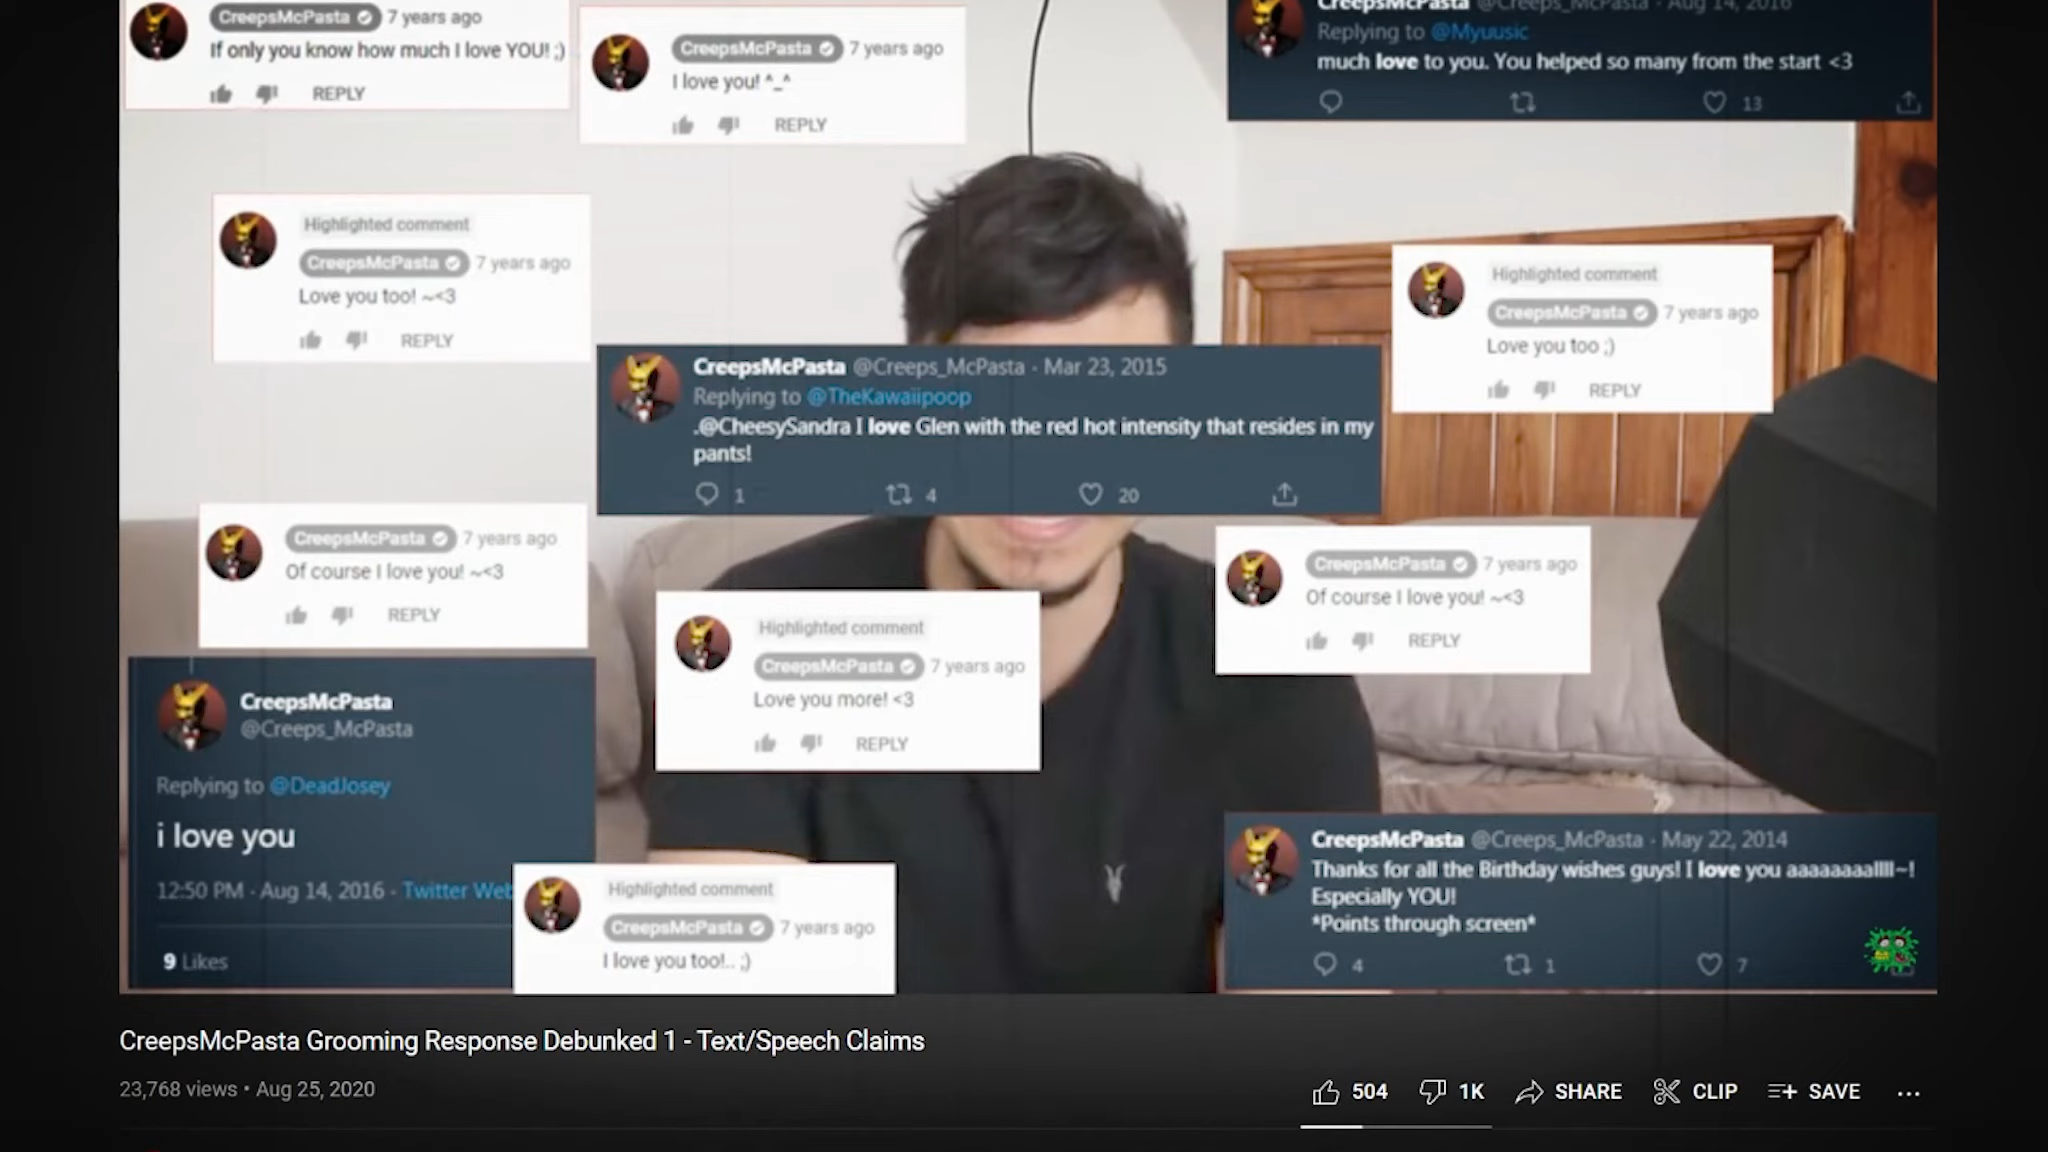 CreepsMcPasta 7 years ago
If only you know how much I love YOU! ;)
REPLY
CreepsMcPasta 7 years ago
I love you! ^_^
REPLY
CreepsMcPasta @Creeps_McPasta · Aug 14, 2016
Replying to @Myuusic
much love to you. You helped so many from the start <3
13
Highlighted comment
CreepsMcPasta 7 years ago
Love you too! ~<3
REPLY
Highlighted comment
CreepsMcPasta 7 years ago
Love you too ;)
REPLY
CreepsMcPasta @Creeps_McPasta · Mar 23, 2015
Replying to @TheKawaiipoop
.@CheesySandra I love Glen with the red hot intensity that resides in my
pants!
1 4 20
CreepsMcPasta 7 years ago
Of course I love you! ~<3
REPLY
CreepsMcPasta 7 years ago
Of course I love you! ~<3
REPLY
Highlighted comment
CreepsMcPasta 7 years ago
Love you more! <3
REPLY
CreepsMcPasta
@Creeps_McPasta
Replying to @DeadJosey
i love you
12:50 PM · Aug 14, 2016 · Twitter Web
9 Likes
Highlighted comment
CreepsMcPasta 7 years ago
I love you too!.. ;)
CreepsMcPasta @Creeps_McPasta · May 22, 2014
Thanks for all the Birthday wishes guys! I love you aaaaaaaallll~!
Especially YOU!
*Points through screen*
4 1 7
CreepsMcPasta Grooming Response Debunked 1 - Text/Speech Claims
23,768 views • Aug 25, 2020
504 1K SHARE CLIP SAVE ...